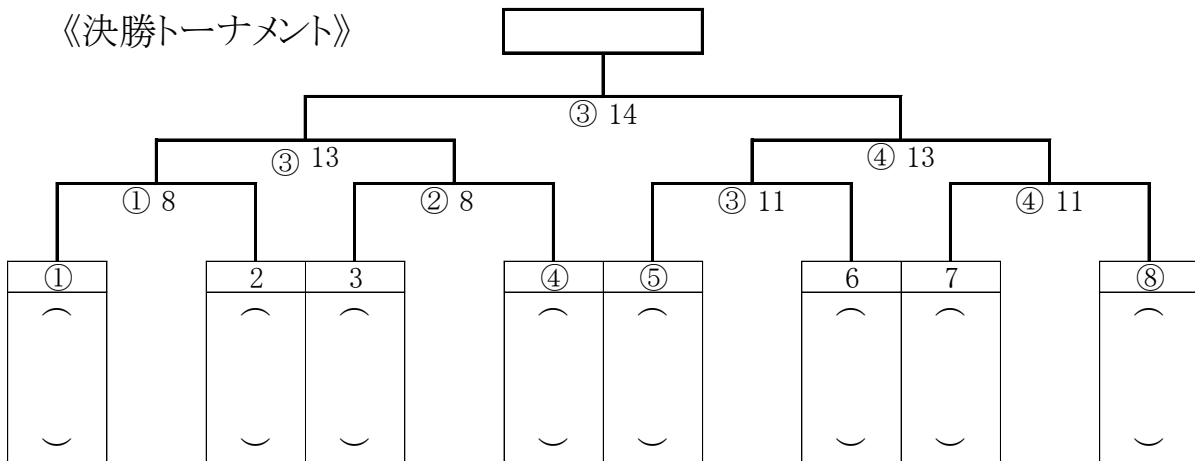 《決勝トーナメント》
③ 14
③ 13
④ 13
① 8
② 8
③ 11
④ 11
① 2 3 ④ ⑤ 6 7 ⑧
( ) ( ) ( ) ( ) ( ) ( ) ( ) ( )